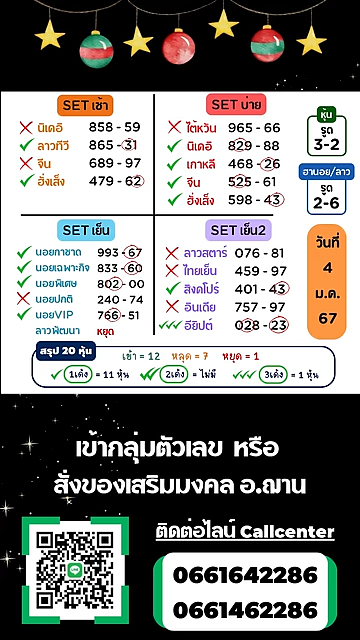 SET เช้า
นิเคอิ 858 - 59
ลาวทีวี 865 - 31
จีน 689 - 97
ฮั่งเส็ง 479 - 62
SET บ่าย
ไต้หวัน 965 - 66
นิเคอิ 829 - 88
เกาหลี 468 - 26
จีน 525 - 61
ฮั่งเส็ง 598 - 43
หุ้น
รูด
3-2
ฮานอย/ลาว
รูด
2-6
SET เย็น
นอยกาชาด 993 - 67
นอยเฉพาะกิจ 833 - 60
นอยพิเศษ 802 - 00
นอยปกติ 240 - 74
นอยVIP 766 - 51
ลาวพัฒนา หยุด
SET เย็น2
ลาวสตาร์ 076 - 81
ไทยเย็น 459 - 97
สิงคโปร์ 401 - 43
อินเดีย 757 - 97
อียิปต์ 028 - 23
วันที่
4
ม.ค.
67
สรุป 20 หุ้น
เข้า = 12 หลุด = 7 หยุด = 1
1เด้ง = 11 หุ้น 2เด้ง = ไม่มี 3เด้ง = 1 หุ้น
เข้ากลุ่มตัวเลข หรือ
สั่งของเสริมมงคล อ.ฌาน
ติดต่อไลน์ Callcenter
0661642286
0661462286
LINE